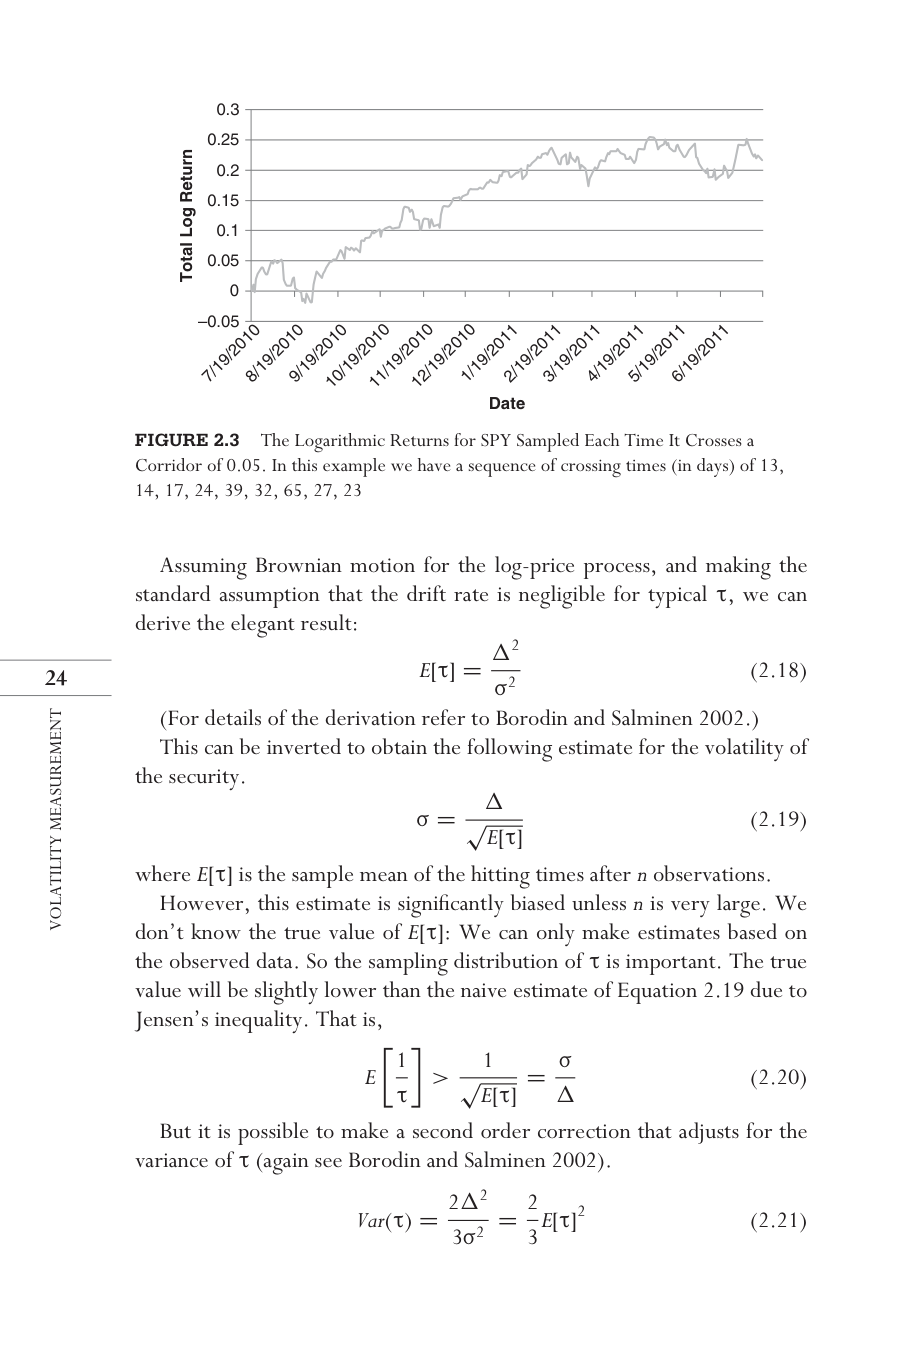 0.3
0.25
0.2
0.15
0.1
0.05
0
–0.05
Total Log Return
7/19/2010
8/19/2010
9/19/2010
10/19/2010
11/19/2010
12/19/2010
1/19/2011
2/19/2011
3/19/2011
4/19/2011
5/19/2011
6/19/2011
Date
FIGURE 2.3 The Logarithmic Returns for SPY Sampled Each Time It Crosses a
Corridor of 0.05. In this example we have a sequence of crossing times (in days) of 13,
14, 17, 24, 39, 32, 65, 27, 23
Assuming Brownian motion for the log-price process, and making the
standard assumption that the drift rate is negligible for typical τ, we can
derive the elegant result:
E[τ] = Δ² / σ² (2.18)
(For details of the derivation refer to Borodin and Salminen 2002.)
This can be inverted to obtain the following estimate for the volatility of
the security.
σ = Δ / √E[τ] (2.19)
where E[τ] is the sample mean of the hitting times after n observations.
However, this estimate is significantly biased unless n is very large. We
don’t know the true value of E[τ]: We can only make estimates based on
the observed data. So the sampling distribution of τ is important. The true
value will be slightly lower than the naive estimate of Equation 2.19 due to
Jensen’s inequality. That is,
E[1/τ] > 1/√E[τ] = σ/Δ (2.20)
But it is possible to make a second order correction that adjusts for the
variance of τ (again see Borodin and Salminen 2002).
Var(τ) = 2Δ²/3σ² = 2/3 E[τ]² (2.21)
24
VOLATILITY MEASUREMENT